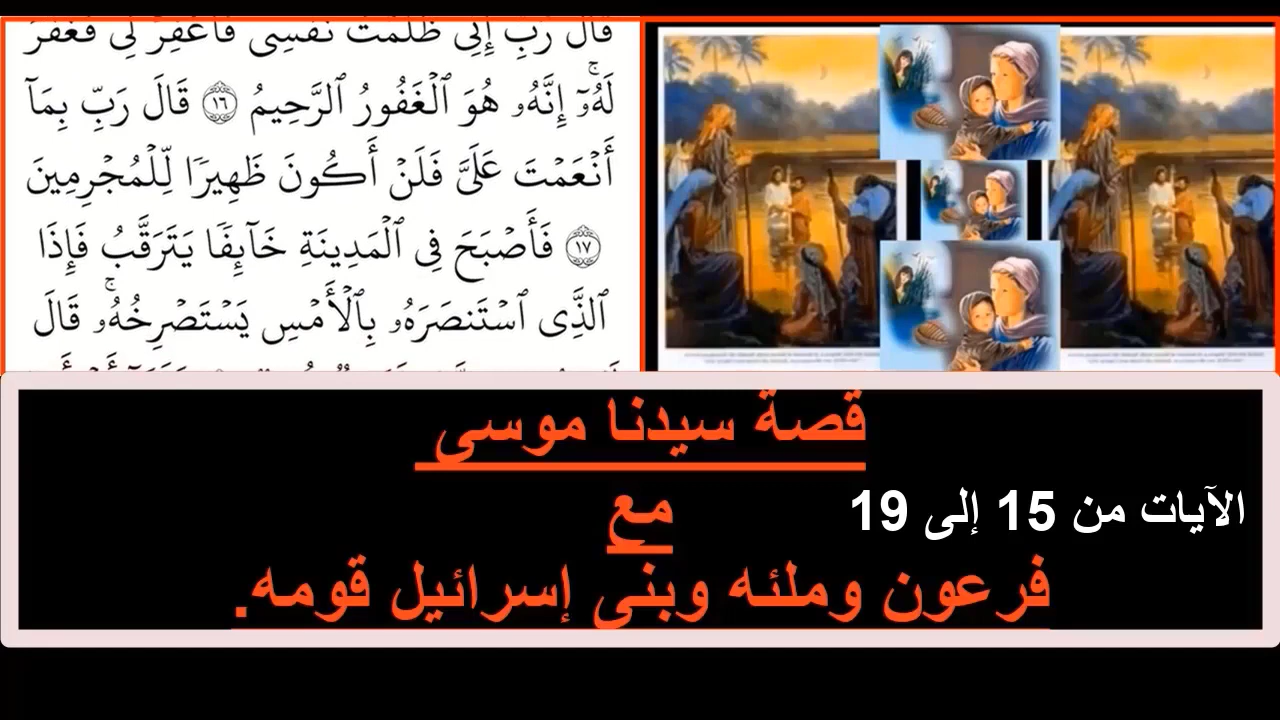 قَالَ رَبِّ إِنِّى ظَلَمْتُ نَفْسِى فَٱغْفِرْ لِى فَغَفَرَ
لَهُۥٓ ۚ إِنَّهُۥ هُوَ ٱلْغَفُورُ ٱلرَّحِيمُ ١٦ قَالَ رَبِّ بِمَآ
أَنْعَمْتَ عَلَىَّ فَلَنْ أَكُونَ ظَهِيرًا لِّلْمُجْرِمِينَ
١٧ فَأَصْبَحَ فِى ٱلْمَدِينَةِ خَآئِفًا يَتَرَقَّبُ فَإِذَا
ٱلَّذِى ٱسْتَنصَرَهُۥ بِٱلْأَمْسِ يَسْتَصْرِخُهُۥ ۚ قَالَ
قصة سيدنا موسى
مع
الآيات من 15 إلى 19
فرعون وملئه وبنى إسرائيل قومه.